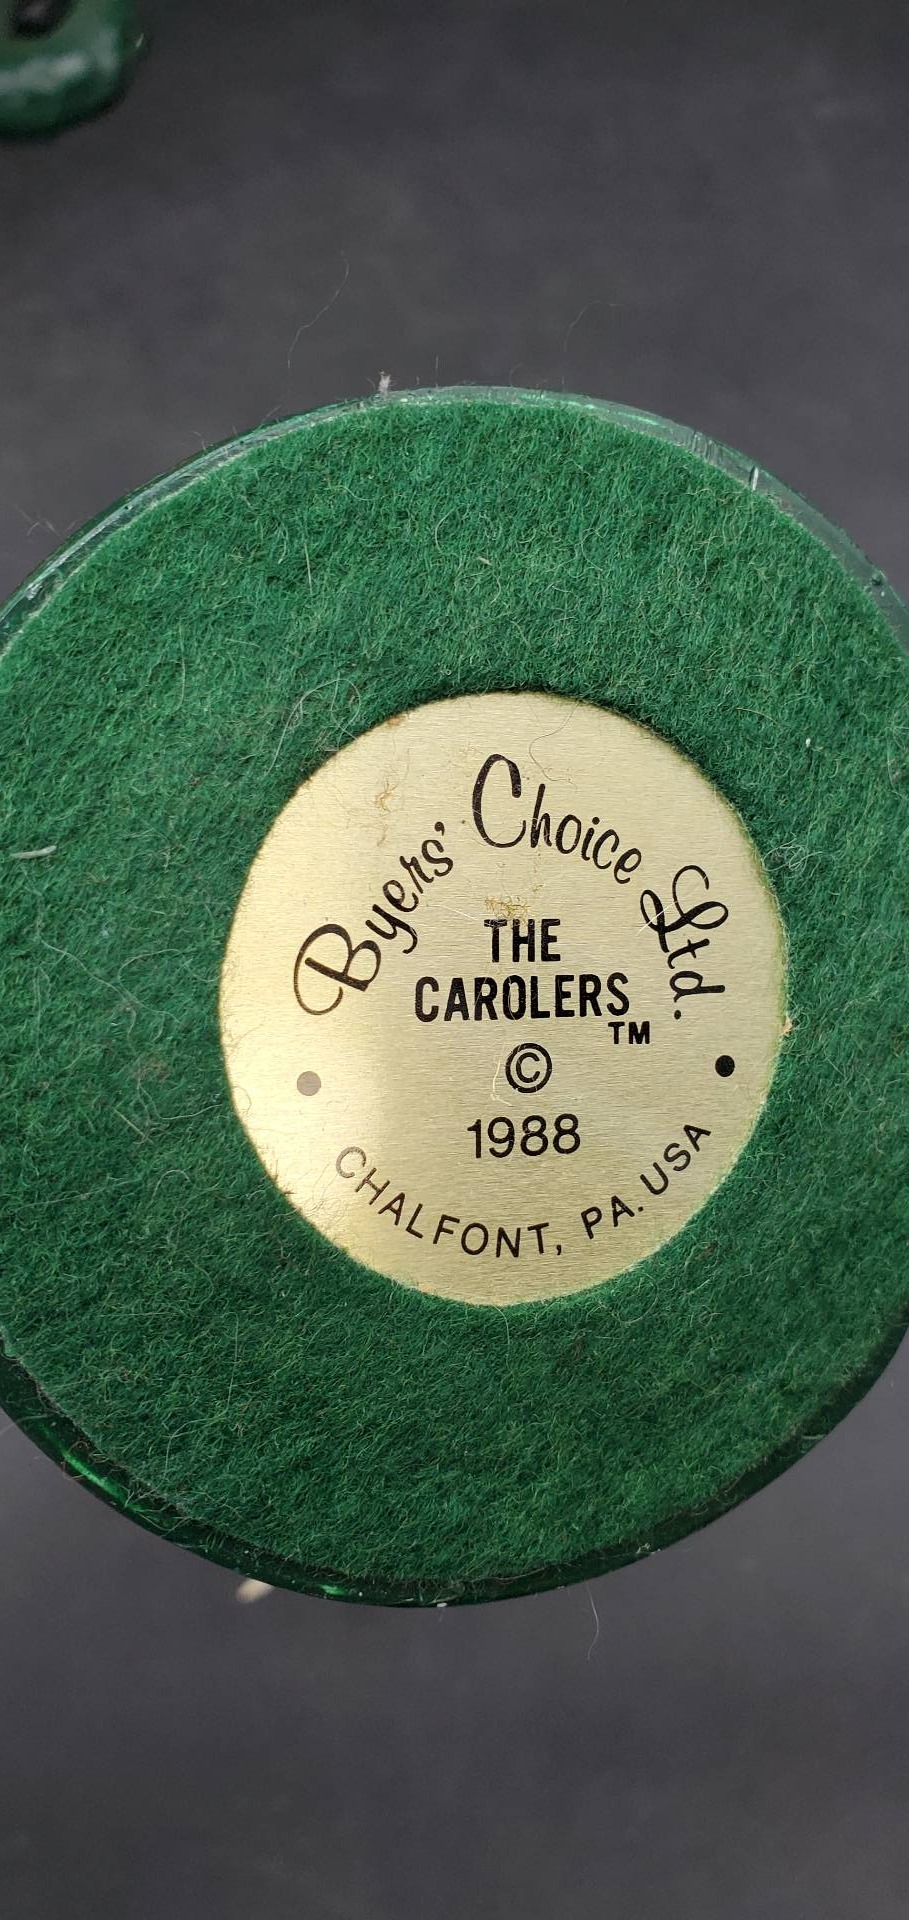 Byers' Choice Ltd.
THE
CAROLERS
TM
©
1988
CHALFONT, PA. USA